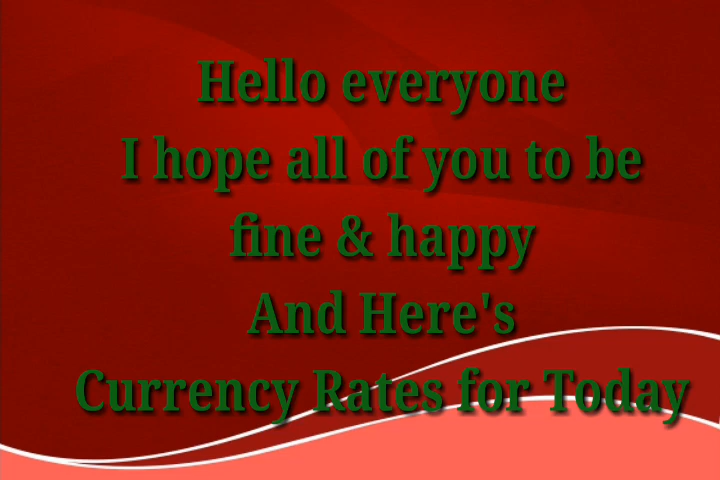 Hello everyone
I hope all of you to be
fine & happy
And Here's
Currency Rates for Today